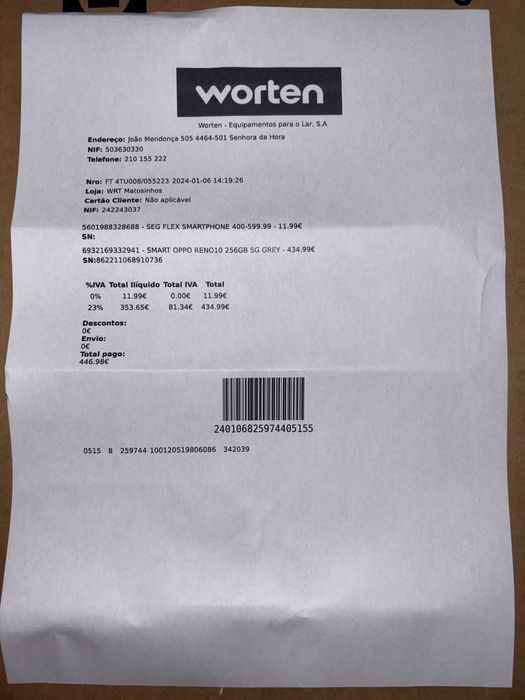 worten
Worten - Equipamentos para o Lar, S.A
Endereço: João Mendonça 505 4464-501 Senhora da Hora
NIF: 503630330
Telefone: 210 155 222
Nro: FT 4TU008/055223 2024-01-06 14:19:26
Loja: WRT Matosinhos
Cartão Cliente: Não aplicável
NIF: 242243037
5601988328688 - SEG FLEX SMARTPHONE 400-599.99 - 11.99€
SN:
6932169332941 - SMART OPPO RENO10 256GB 5G GREY - 434.99€
SN:862211068910736
%IVA Total Ilíquido Total IVA Total
0% 11.99€ 0.00€ 11.99€
23% 353.65€ 81.34€ 434.99€
Descontos:
0€
Envio:
0€
Total pago:
446.98€
240106825974405155
0515 8 259744 100120519806086 342039